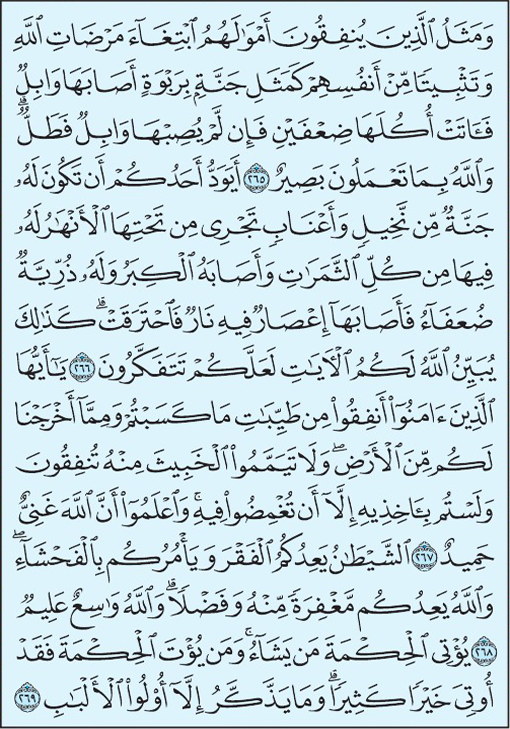 وَمَثَلُ ٱلَّذِينَ يُنفِقُونَ أَمْوَٰلَهُمُ ٱبْتِغَآءَ مَرْضَاتِ ٱللَّهِ
وَتَثْبِيتًا مِّنْ أَنفُسِهِمْ كَمَثَلِ جَنَّةٍۭ بِرَبْوَةٍ أَصَابَهَا وَابِلٌ
فَـَٔاتَتْ أُكُلَهَا ضِعْفَيْنِ فَإِن لَّمْ يُصِبْهَا وَابِلٌ فَطَلٌّ ۗ
وَٱللَّهُ بِمَا تَعْمَلُونَ بَصِيرٌ ٢٦٥ أَيَوَدُّ أَحَدُكُمْ أَن تَكُونَ لَهُۥ
جَنَّةٌ مِّن نَّخِيلٍ وَأَعْنَابٍ تَجْرِى مِن تَحْتِهَا ٱلْأَنْهَٰرُ لَهُۥ
فِيهَا مِن كُلِّ ٱلثَّمَرَٰتِ وَأَصَابَهُ ٱلْكِبَرُ وَلَهُۥ ذُرِّيَّةٌ
ضُعَفَآءُ فَأَصَابَهَآ إِعْصَارٌ فِيهِ نَارٌ فَٱحْتَرَقَتْ ۗ كَذَٰلِكَ
يُبَيِّنُ ٱللَّهُ لَكُمُ ٱلْـَٔايَٰتِ لَعَلَّكُمْ تَتَفَكَّرُونَ ٢٦٦ يَـٰٓأَيُّهَا
ٱلَّذِينَ ءَامَنُوٓا۟ أَنفِقُوا۟ مِن طَيِّبَٰتِ مَا كَسَبْتُمْ وَمِمَّآ أَخْرَجْنَا
لَكُم مِّنَ ٱلْأَرْضِ ۖ وَلَا تَيَمَّمُوا۟ ٱلْخَبِيثَ مِنْهُ تُنفِقُونَ
وَلَسْتُم بِـَٔاخِذِيهِ إِلَّآ أَن تُغْمِضُوا۟ فِيهِ ۚ وَٱعْلَمُوٓا۟ أَنَّ ٱللَّهَ غَنِىٌّ
حَمِيدٌ ٢٦٧ ٱلشَّيْطَٰنُ يَعِدُكُمُ ٱلْفَقْرَ وَيَأْمُرُكُم بِٱلْفَحْشَآءِ ۖ
وَٱللَّهُ يَعِدُكُم مَّغْفِرَةً مِّنْهُ وَفَضْلًا ۗ وَٱللَّهُ وَٰسِعٌ عَلِيمٌ
٢٦٨ يُؤْتِى ٱلْحِكْمَةَ مَن يَشَآءُ ۚ وَمَن يُؤْتَ ٱلْحِكْمَةَ فَقَدْ
أُوتِىَ خَيْرًا كَثِيرًا ۗ وَمَا يَذَّكَّرُ إِلَّآ أُو۟لُوا۟ ٱلْأَلْبَٰبِ ٢٦٩